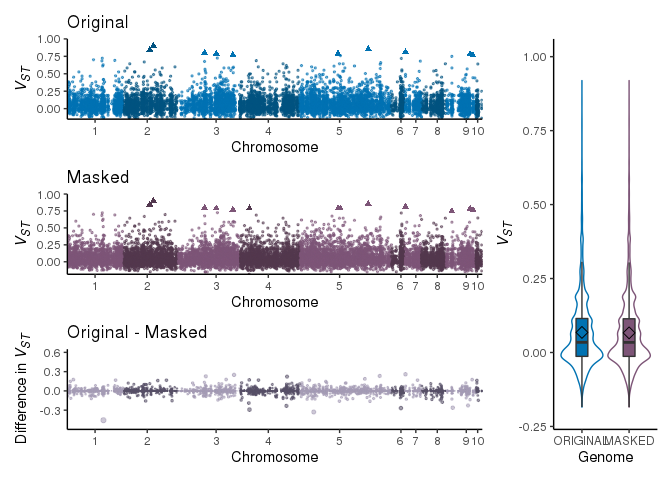 Original
1.00
0.75
0.50
0.25
0.00
V_ST
1 2 3 4 5 6 7 8 9 10
Chromosome
Masked
1.00
0.75
0.50
0.25
0.00
V_ST
1 2 3 4 5 6 7 8 9 10
Chromosome
Original - Masked
0.6
0.3
0.0
-0.3
Difference in V_ST
1 2 3 4 5 6 7 8 9 10
Chromosome
1.00
0.75
0.50
0.25
0.00
-0.25
V_ST
ORIGINAL MASKED
Genome